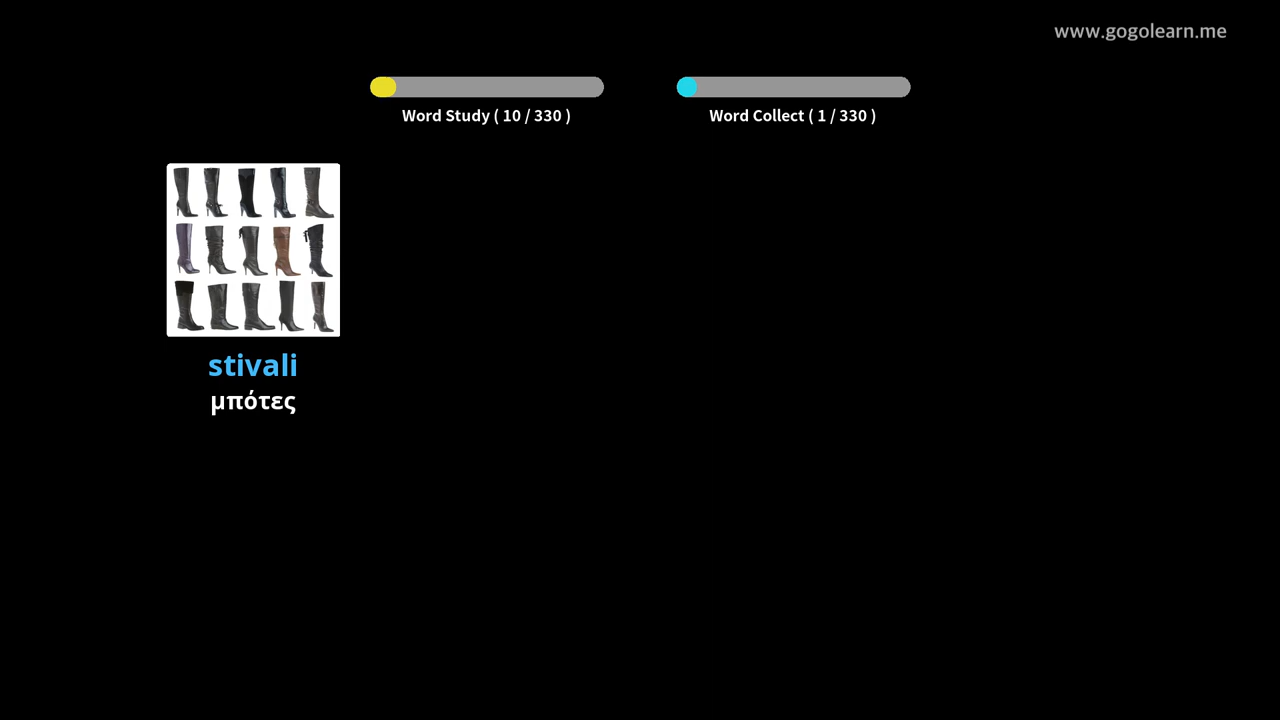 www.gogolearn.me
Word Study ( 10 / 330 )
Word Collect ( 1 / 330 )
stivali
μπότες